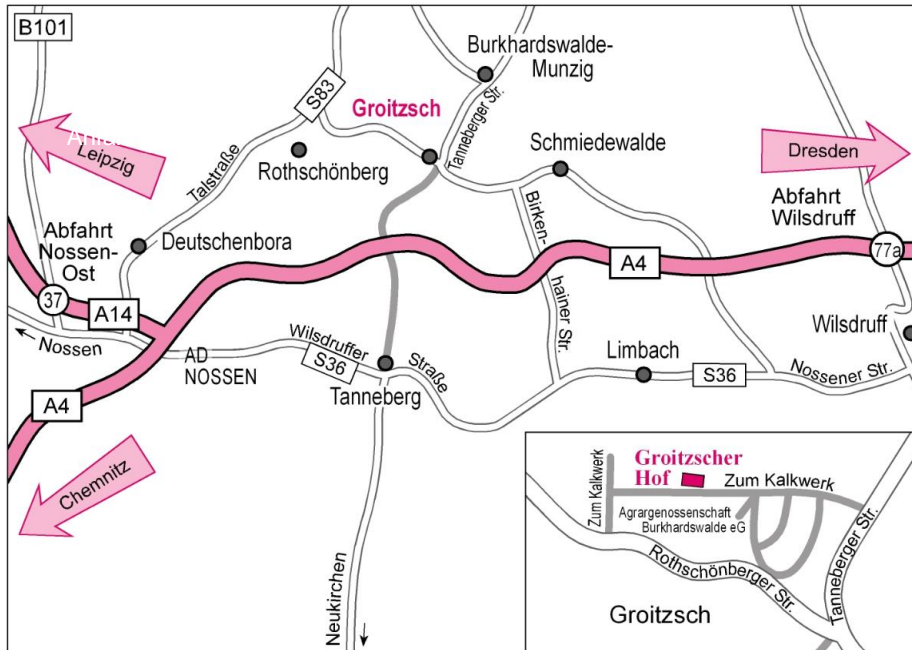 B101
Burkhardswalde-
Munzig
S83
Groitzsch
Tanneberger Str.
Schmiedewalde
Leipzig
Talstraße
Rothschönberg
Dresden
Abfahrt
Wilsdruff
Abfahrt
Nossen-
Ost
Deutschenbora
Birken-
hainer Str.
A4
77a
37
A14
Nossen
AD
NOSSEN
Wilsdruffer
Straße
S36
Tanneberg
Limbach
S36
Wilsdruff
Nossener Str.
A4
Chemnitz
Neukirchen
Groitzscher
Hof
Zum Kalkwerk
Zum Kalkwerk
Agrargenossenschaft
Burkhardswalde eG
Rothschönberger Str.
Tanneberger Str.
Groitzsch